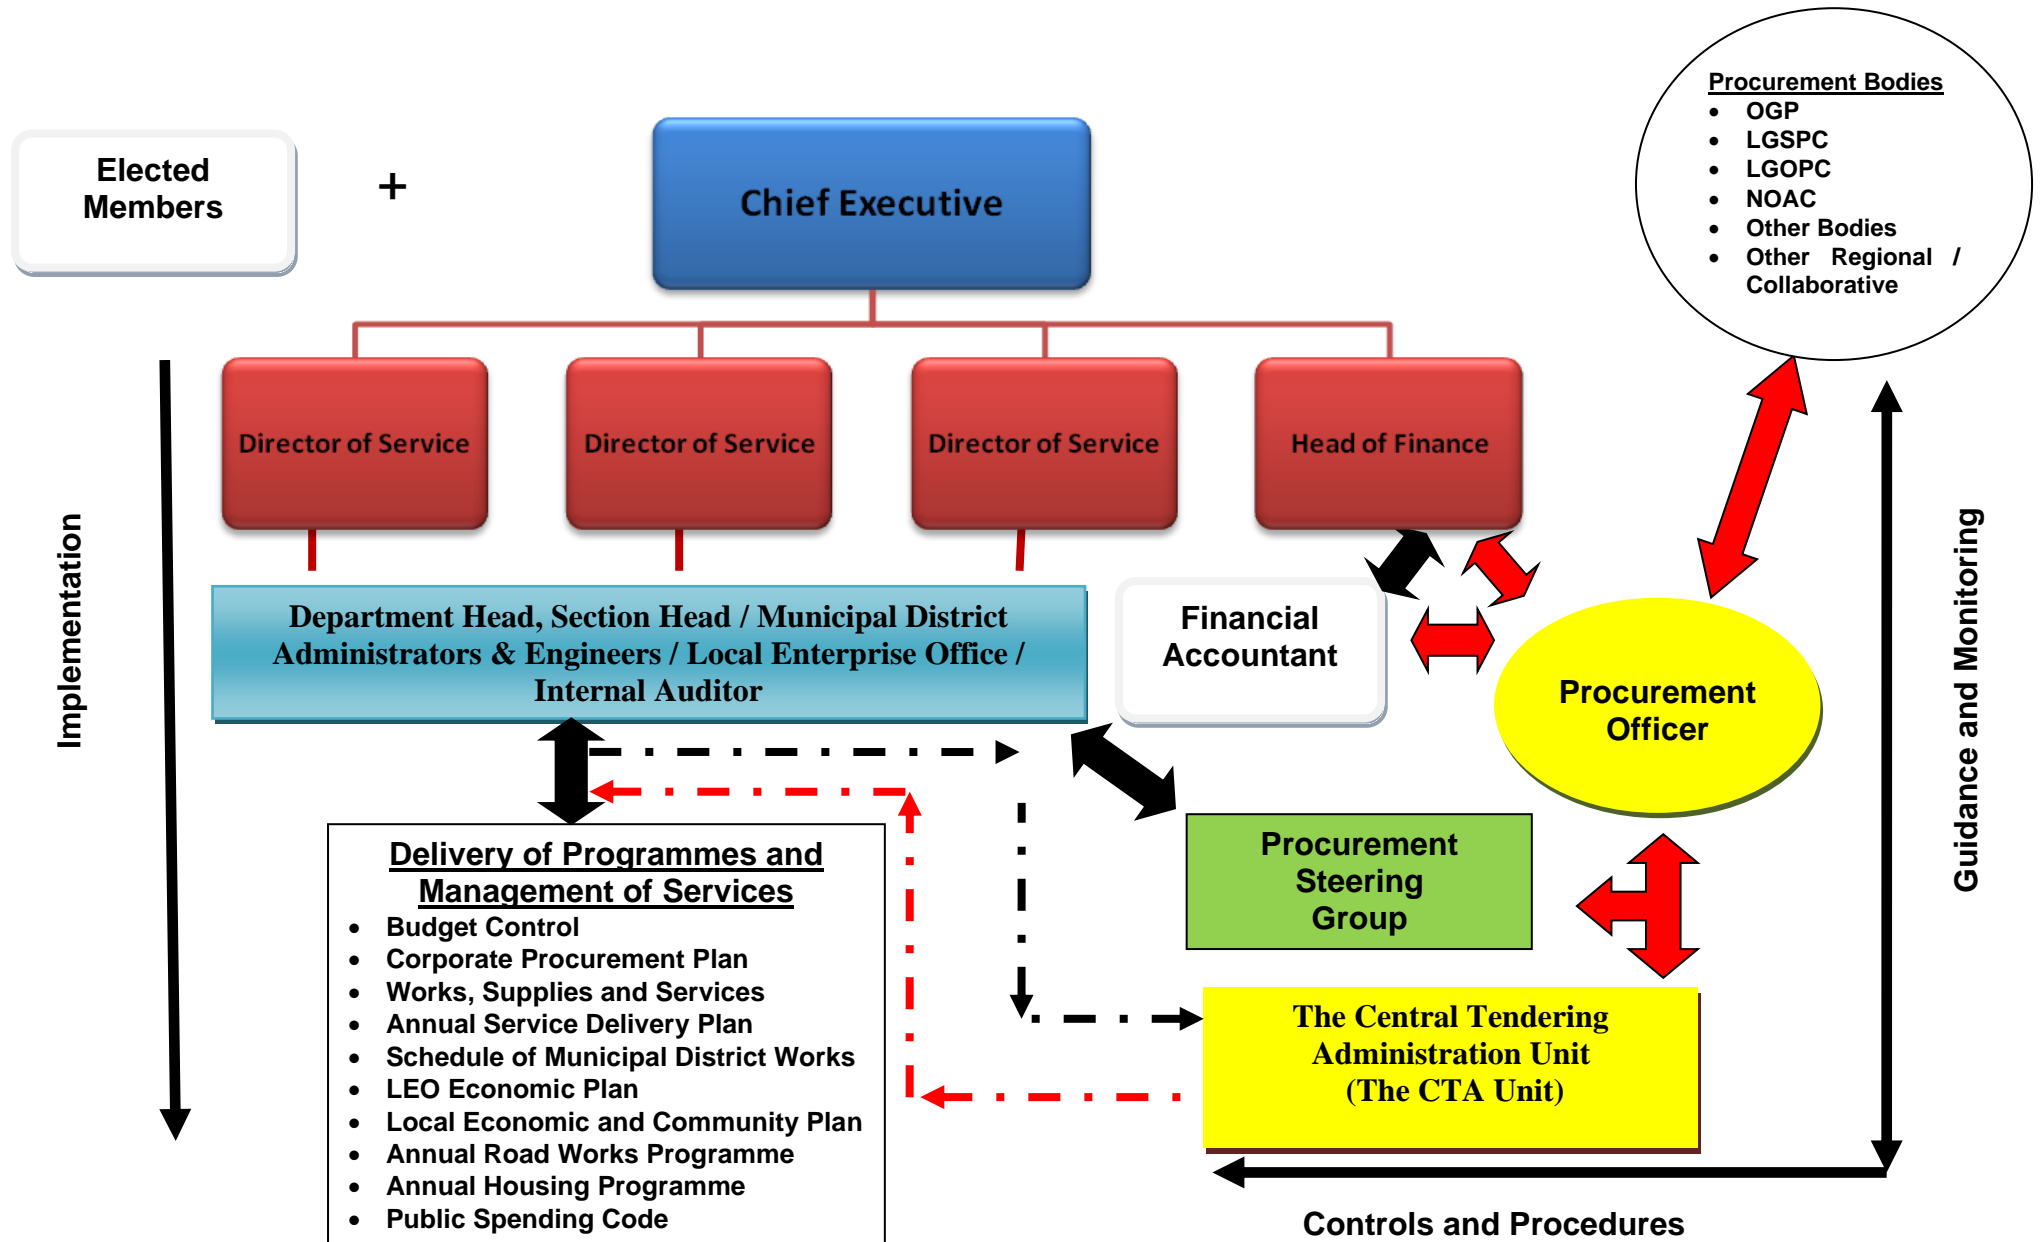 Elected
Members
+
Chief Executive
Procurement Bodies
• OGP
• LGSPC
• LGOPC
• NOAC
• Other Bodies
• Other Regional /
Collaborative
Director of Service
Director of Service
Director of Service
Head of Finance
Implementation
Department Head, Section Head / Municipal District
Administrators & Engineers / Local Enterprise Office /
Internal Auditor
Financial
Accountant
Procurement
Officer
Guidance and Monitoring
Delivery of Programmes and
Management of Services
• Budget Control
• Corporate Procurement Plan
• Works, Supplies and Services
• Annual Service Delivery Plan
• Schedule of Municipal District Works
• LEO Economic Plan
• Local Economic and Community Plan
• Annual Road Works Programme
• Annual Housing Programme
• Public Spending Code
Procurement
Steering
Group
The Central Tendering
Administration Unit
(The CTA Unit)
Controls and Procedures